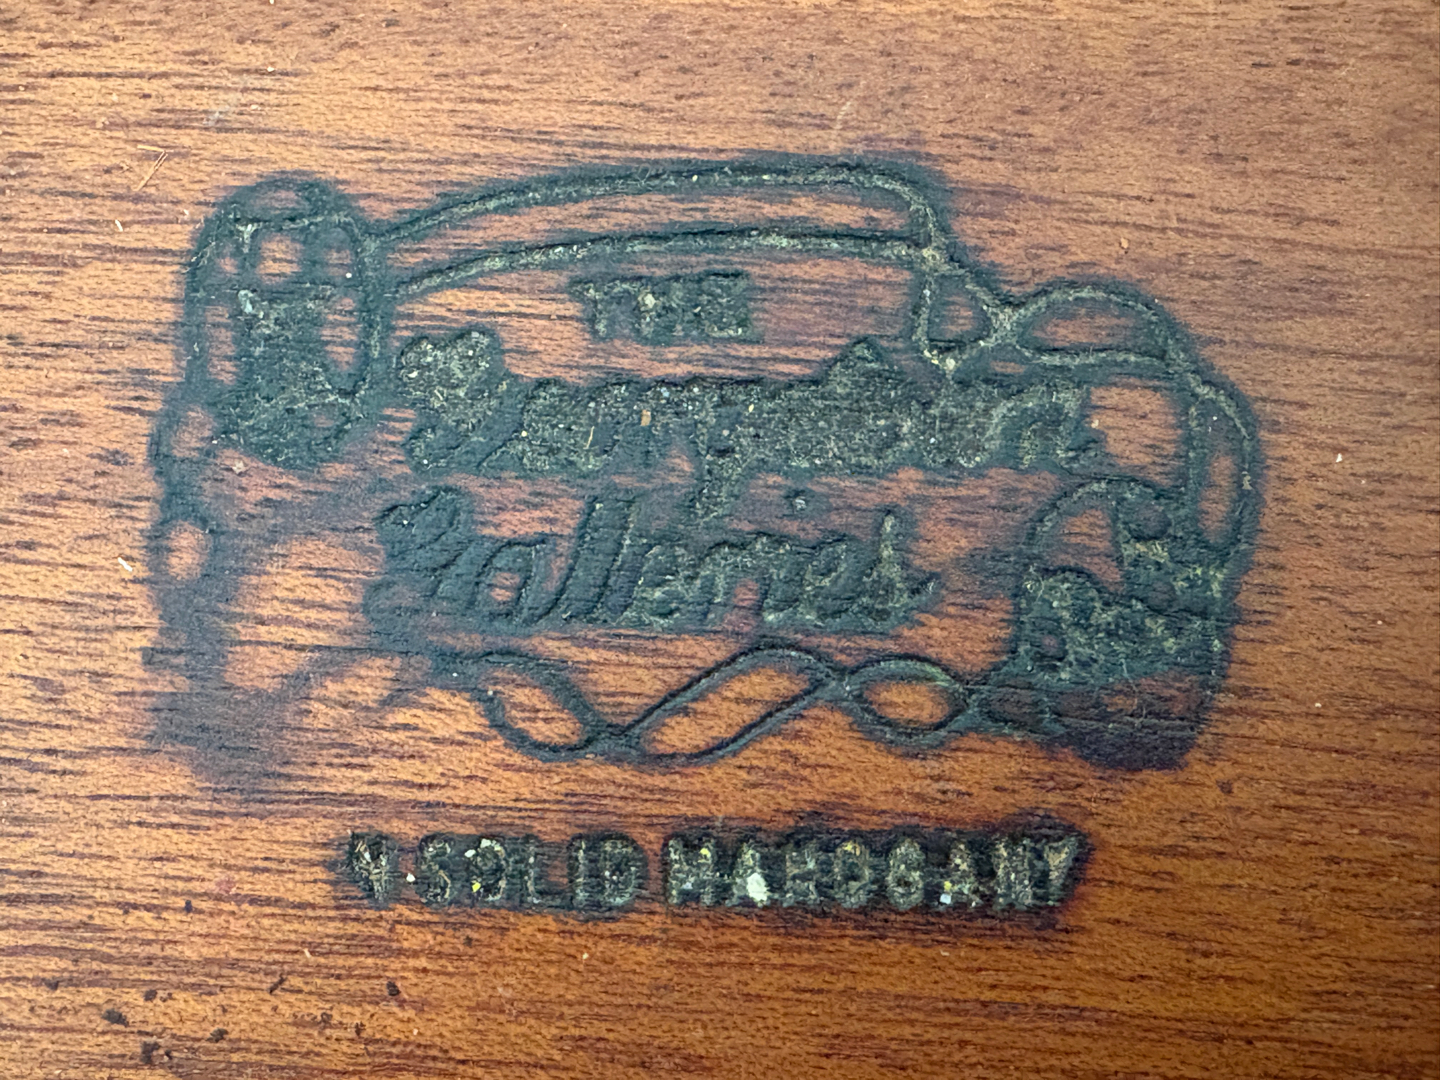 THE
Galleries
SOLID MAHOGANY